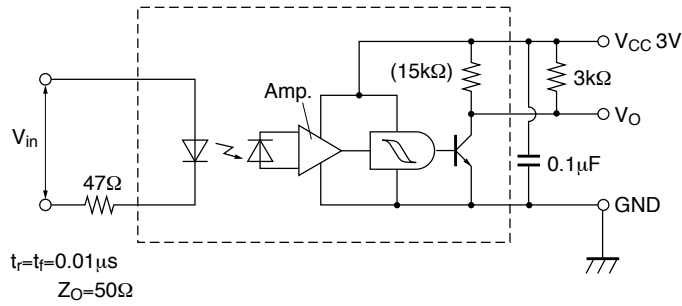 V_CC 3V
(15kΩ)
3kΩ
Amp.
V_O
V_in
0.1μF
47Ω
GND
t_r=t_f=0.01μs
Z_O=50Ω